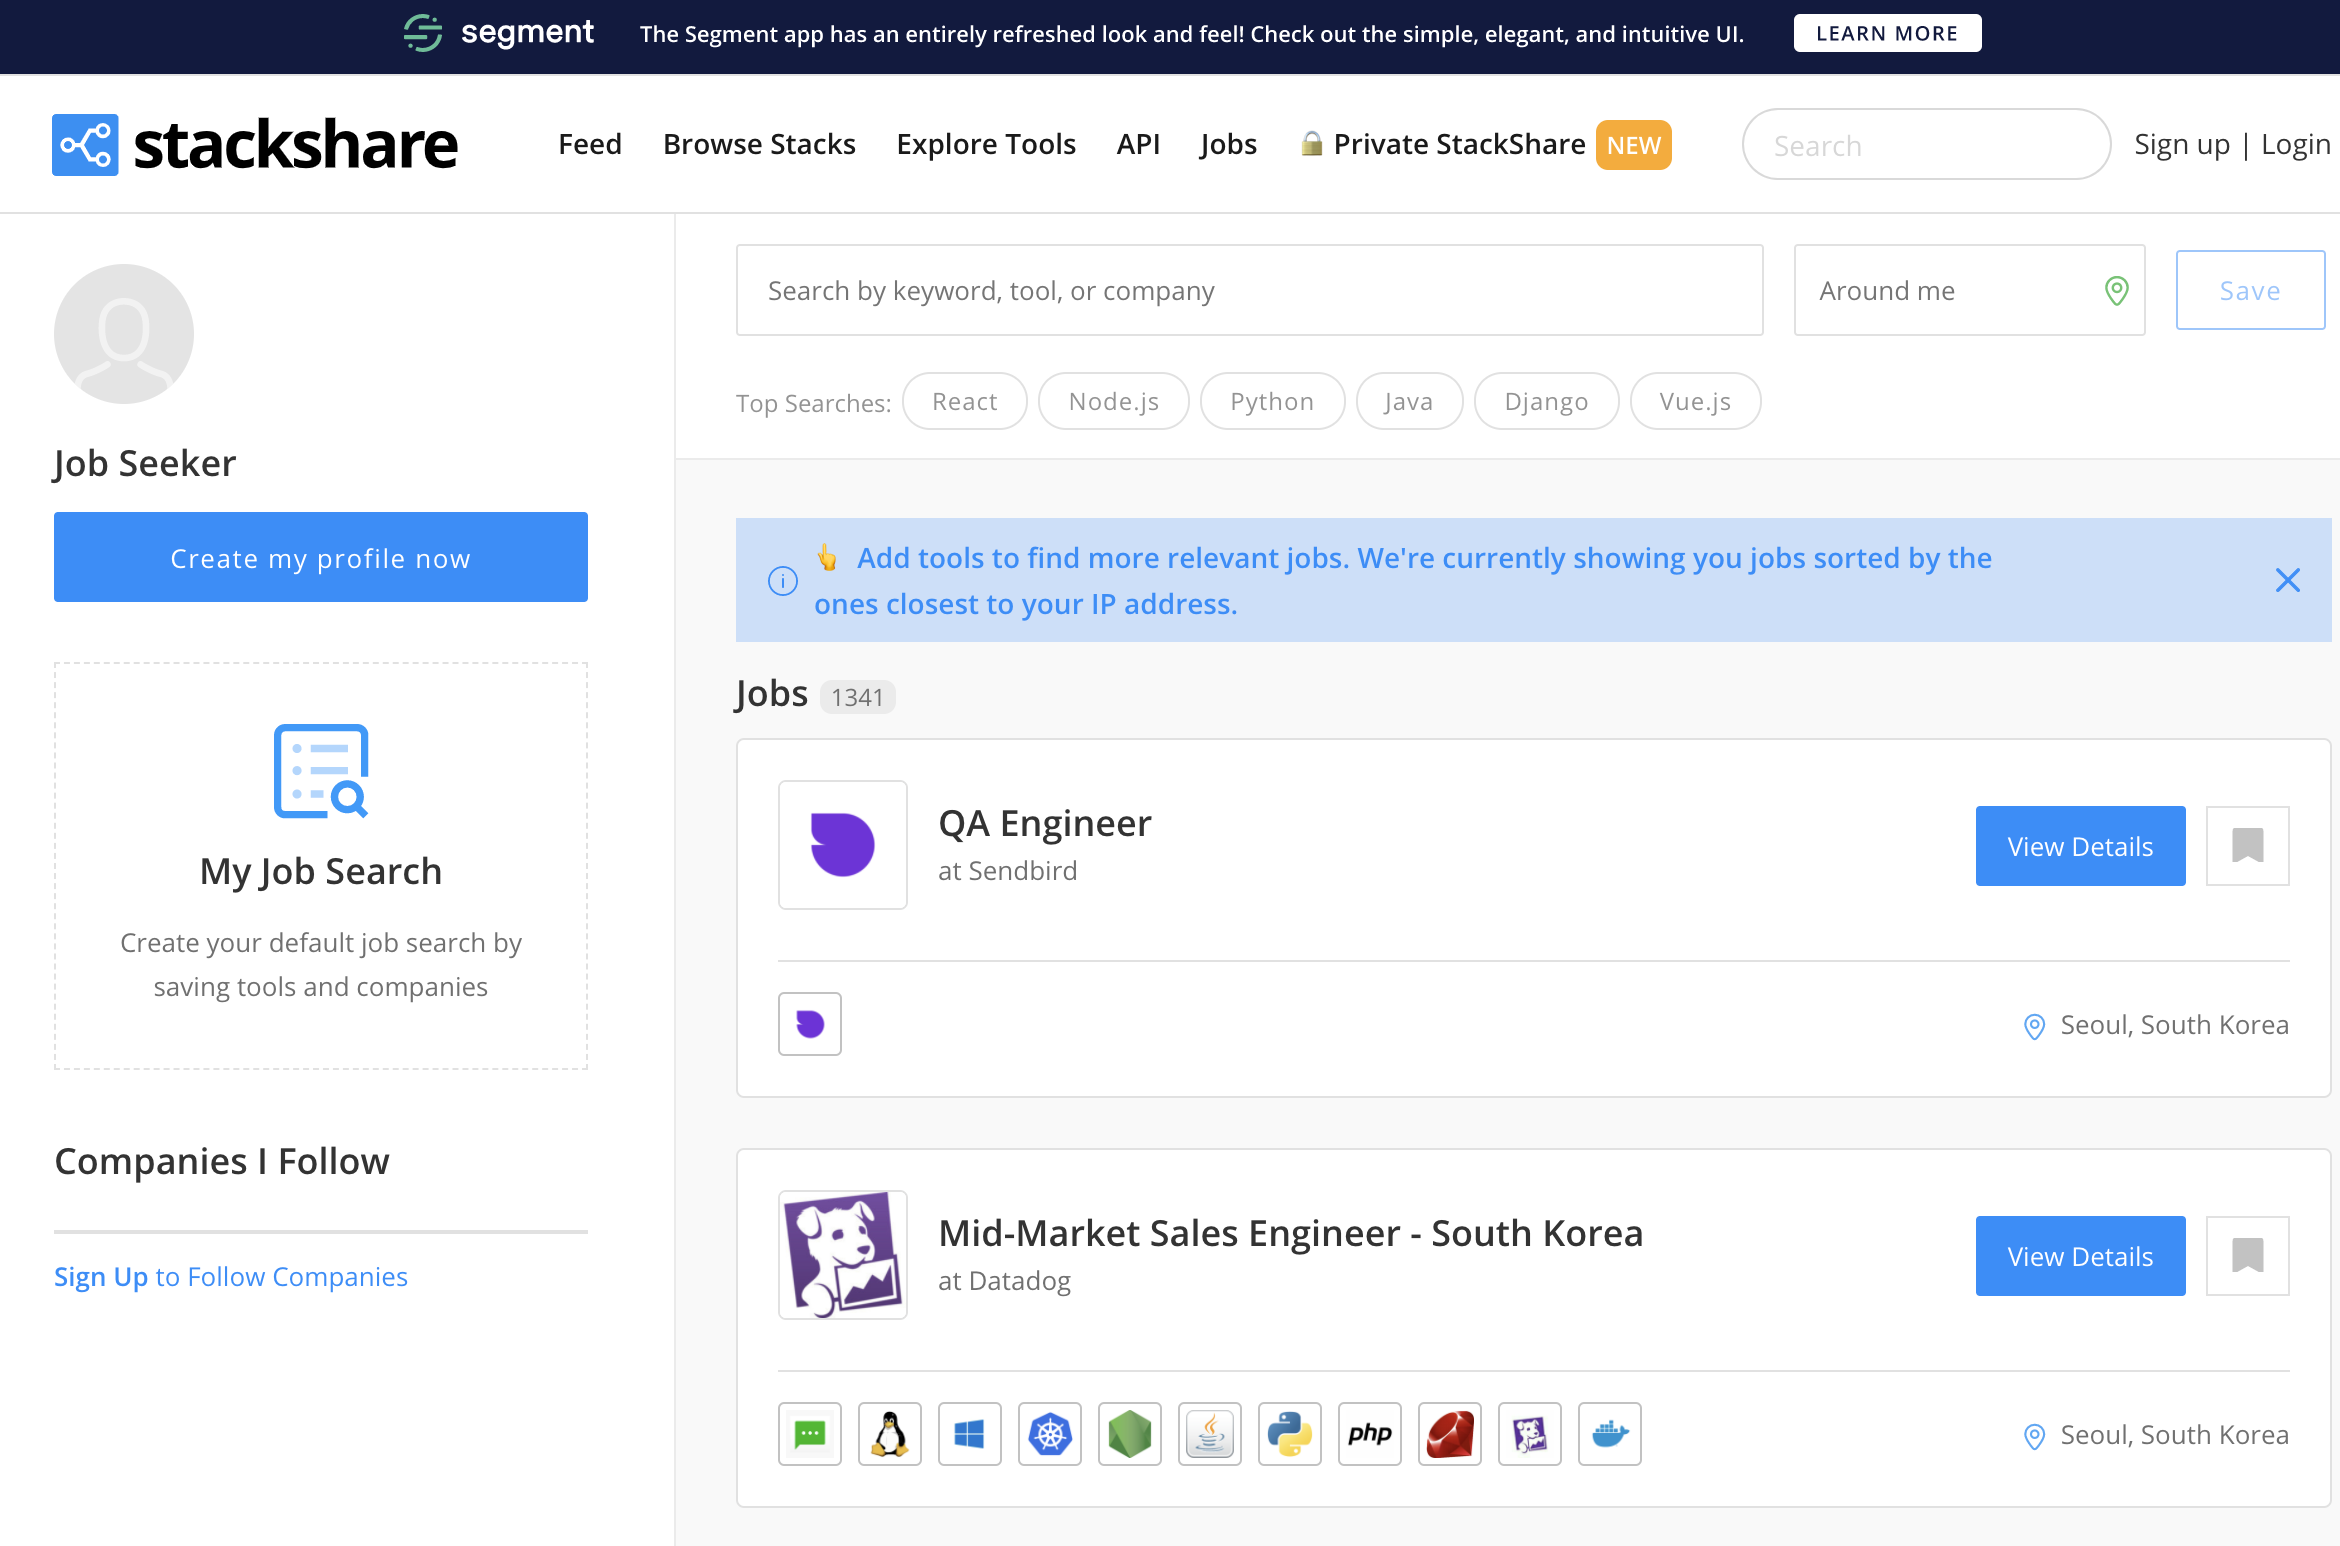 segment
The Segment app has an entirely refreshed look and feel! Check out the simple, elegant, and intuitive UI.
LEARN MORE
stackshare
Feed
Browse Stacks
Explore Tools
API
Jobs
Private StackShare NEW
Search
Sign up | Login
Job Seeker
Create my profile now
My Job Search
Create your default job search by
saving tools and companies
Companies I Follow
Sign Up to Follow Companies
Search by keyword, tool, or company
Around me
Save
Top Searches:
React
Node.js
Python
Java
Django
Vue.js
Add tools to find more relevant jobs. We're currently showing you jobs sorted by the
ones closest to your IP address.
Jobs 1341
QA Engineer
at Sendbird
View Details
Seoul, South Korea
Mid-Market Sales Engineer - South Korea
at Datadog
View Details
php
Seoul, South Korea